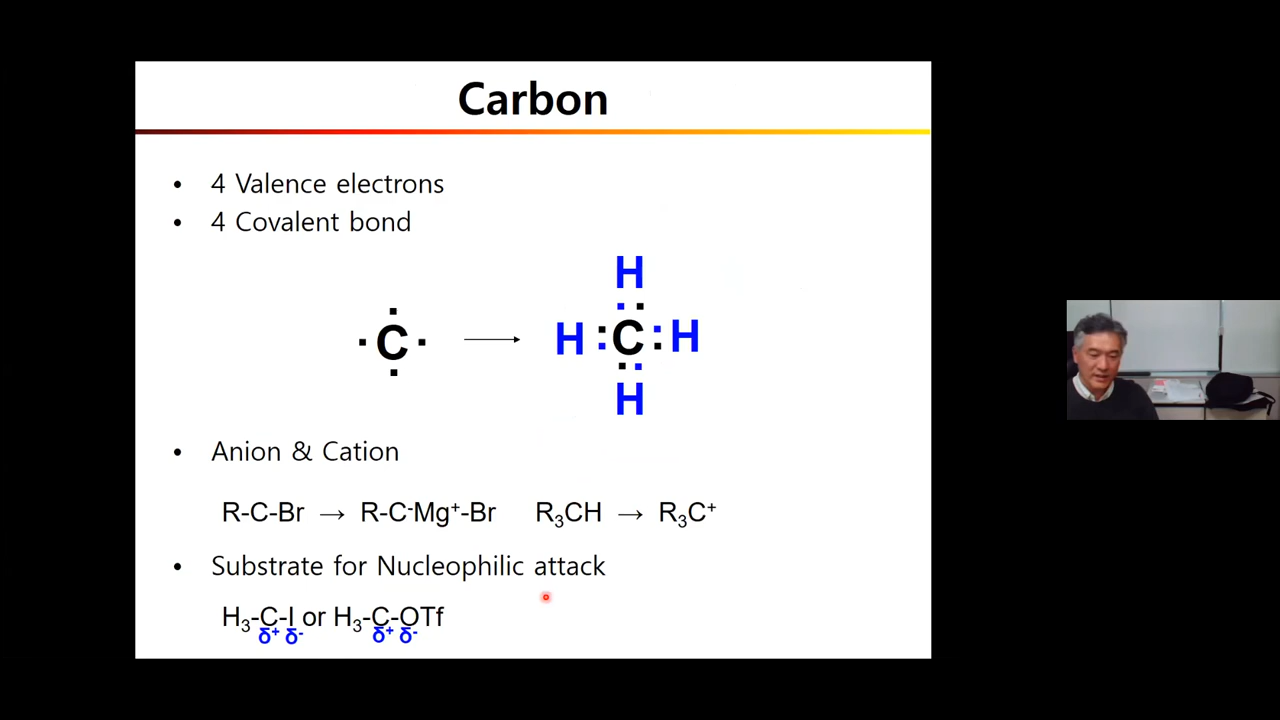 Carbon
• 4 Valence electrons
• 4 Covalent bond
H
· C · → H : C : H
H
• Anion & Cation
R-C-Br → R-C⁻Mg⁺-Br R₃CH → R₃C⁺
• Substrate for Nucleophilic attack
H₃-C-I or H₃-C-OTf
δ⁺ δ⁻ δ⁺ δ⁻